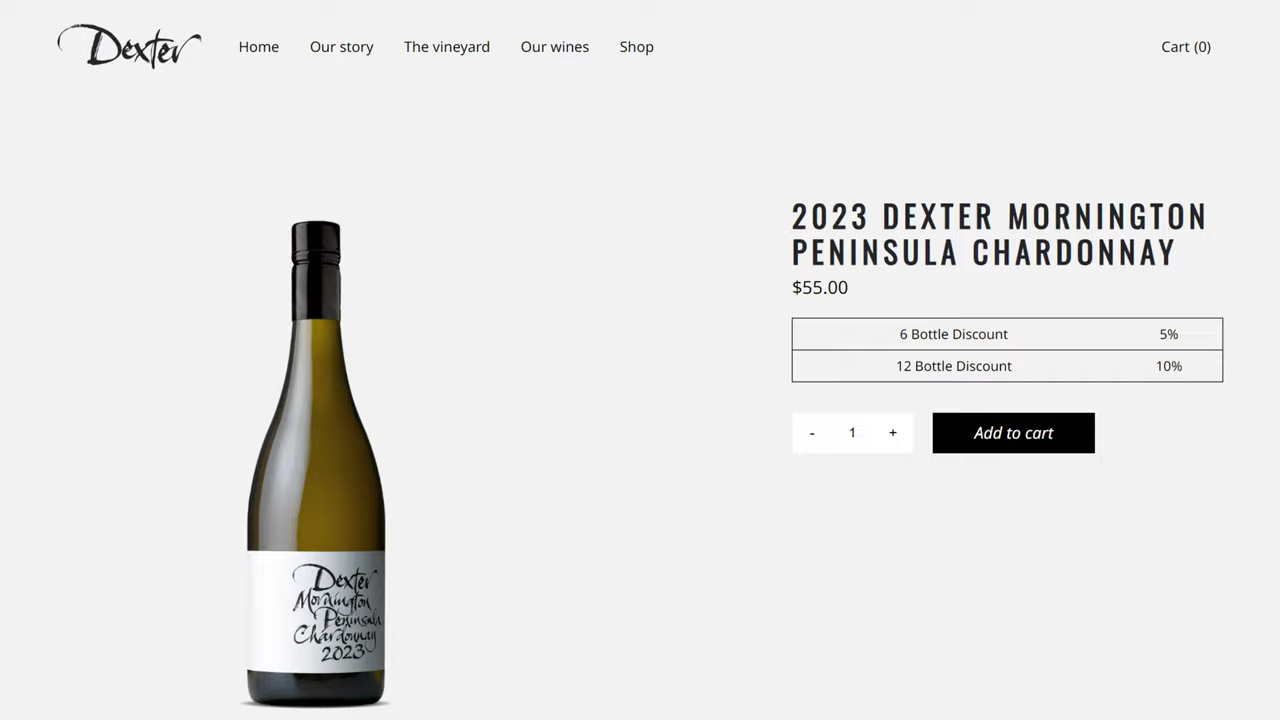 Dexter
Home
Our story
The vineyard
Our wines
Shop
Cart (0)
2023 DEXTER MORNINGTON
PENINSULA CHARDONNAY
$55.00
6 Bottle Discount 5%
12 Bottle Discount 10%
- 1 +
Add to cart
Dexter
Mornington
Peninsula
Chardonnay
2023